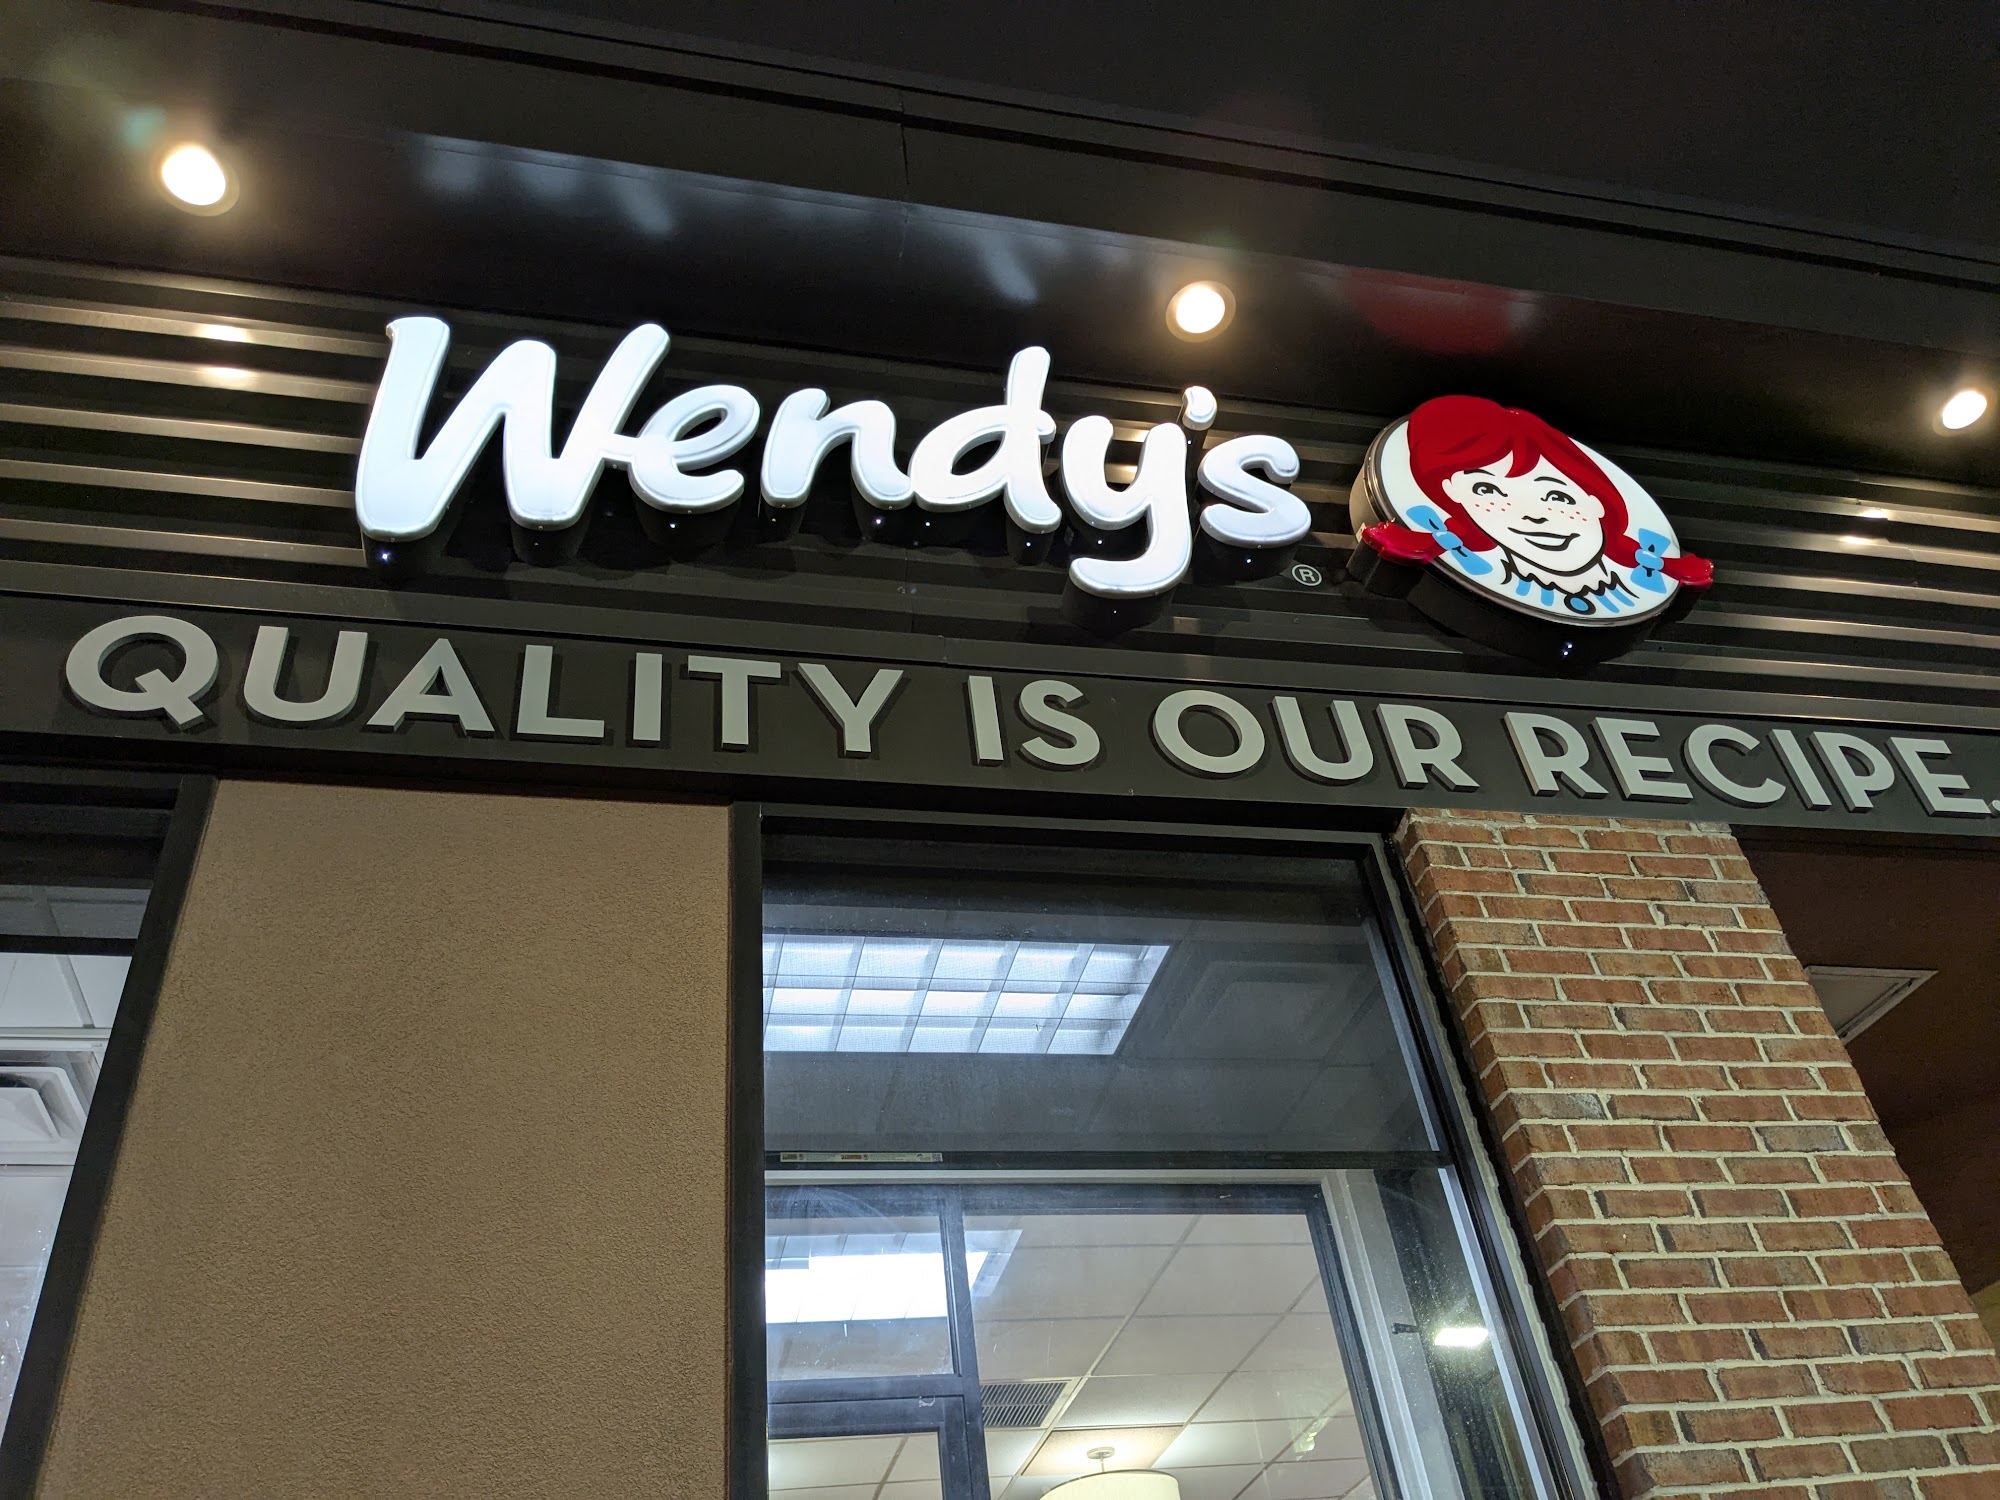 Wendy's
®
QUALITY IS OUR RECIPE.